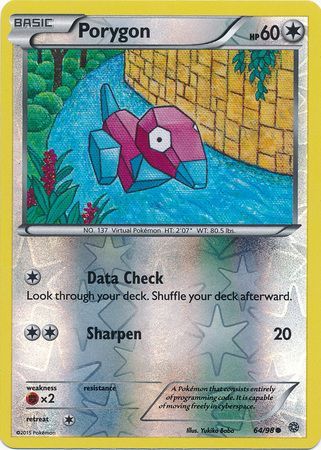 BASIC
Porygon
HP60
NO. 137 Virtual Pokémon HT: 2'07" WT: 80.5 lbs.
Data Check
Look through your deck. Shuffle your deck afterward.
Sharpen 20
weakness resistance
×2
retreat
A Pokémon that consists entirely
of programming code. It is capable
of moving freely in cyberspace.
©2015 Pokémon
Illus. Yukiko Baba
64/98